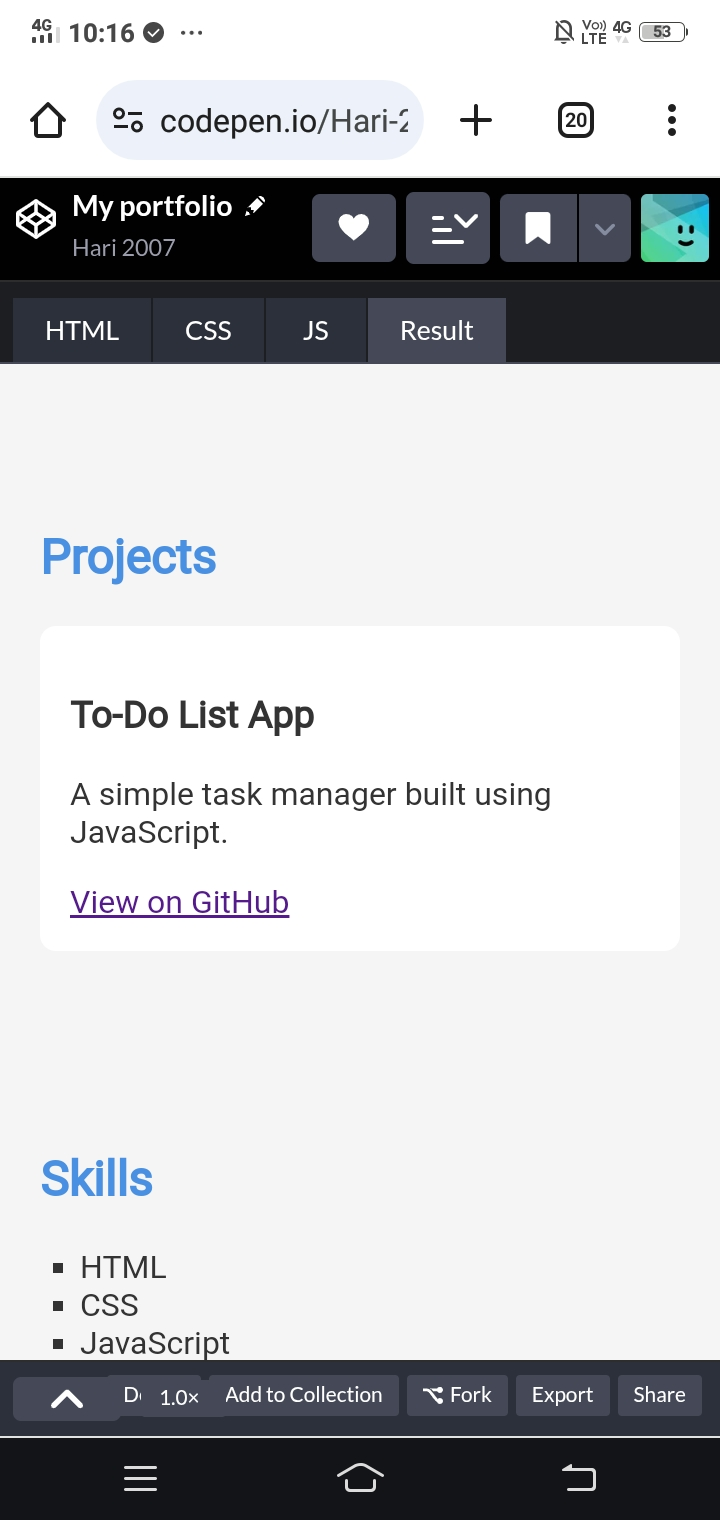 4G 10:16 ... Vo)) LTE 4G 53
codepen.io/Hari-2 20
My portfolio
Hari 2007
HTML CSS JS Result
Projects
To-Do List App
A simple task manager built using
JavaScript.
View on GitHub
Skills
HTML
CSS
JavaScript
1.0× Add to Collection Fork Export Share